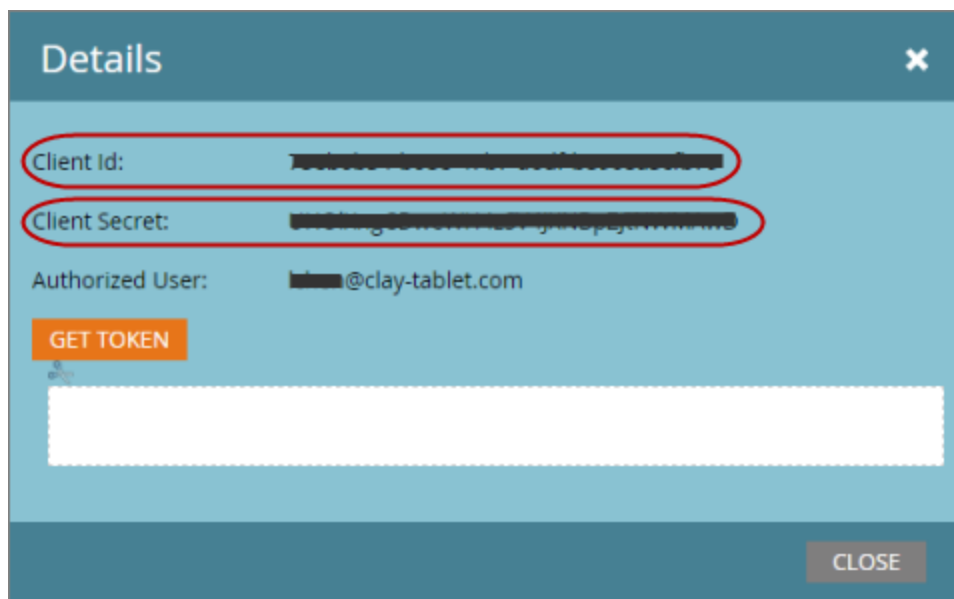 Details
Client Id:
Client Secret:
Authorized User: @clay-tablet.com
GET TOKEN
CLOSE